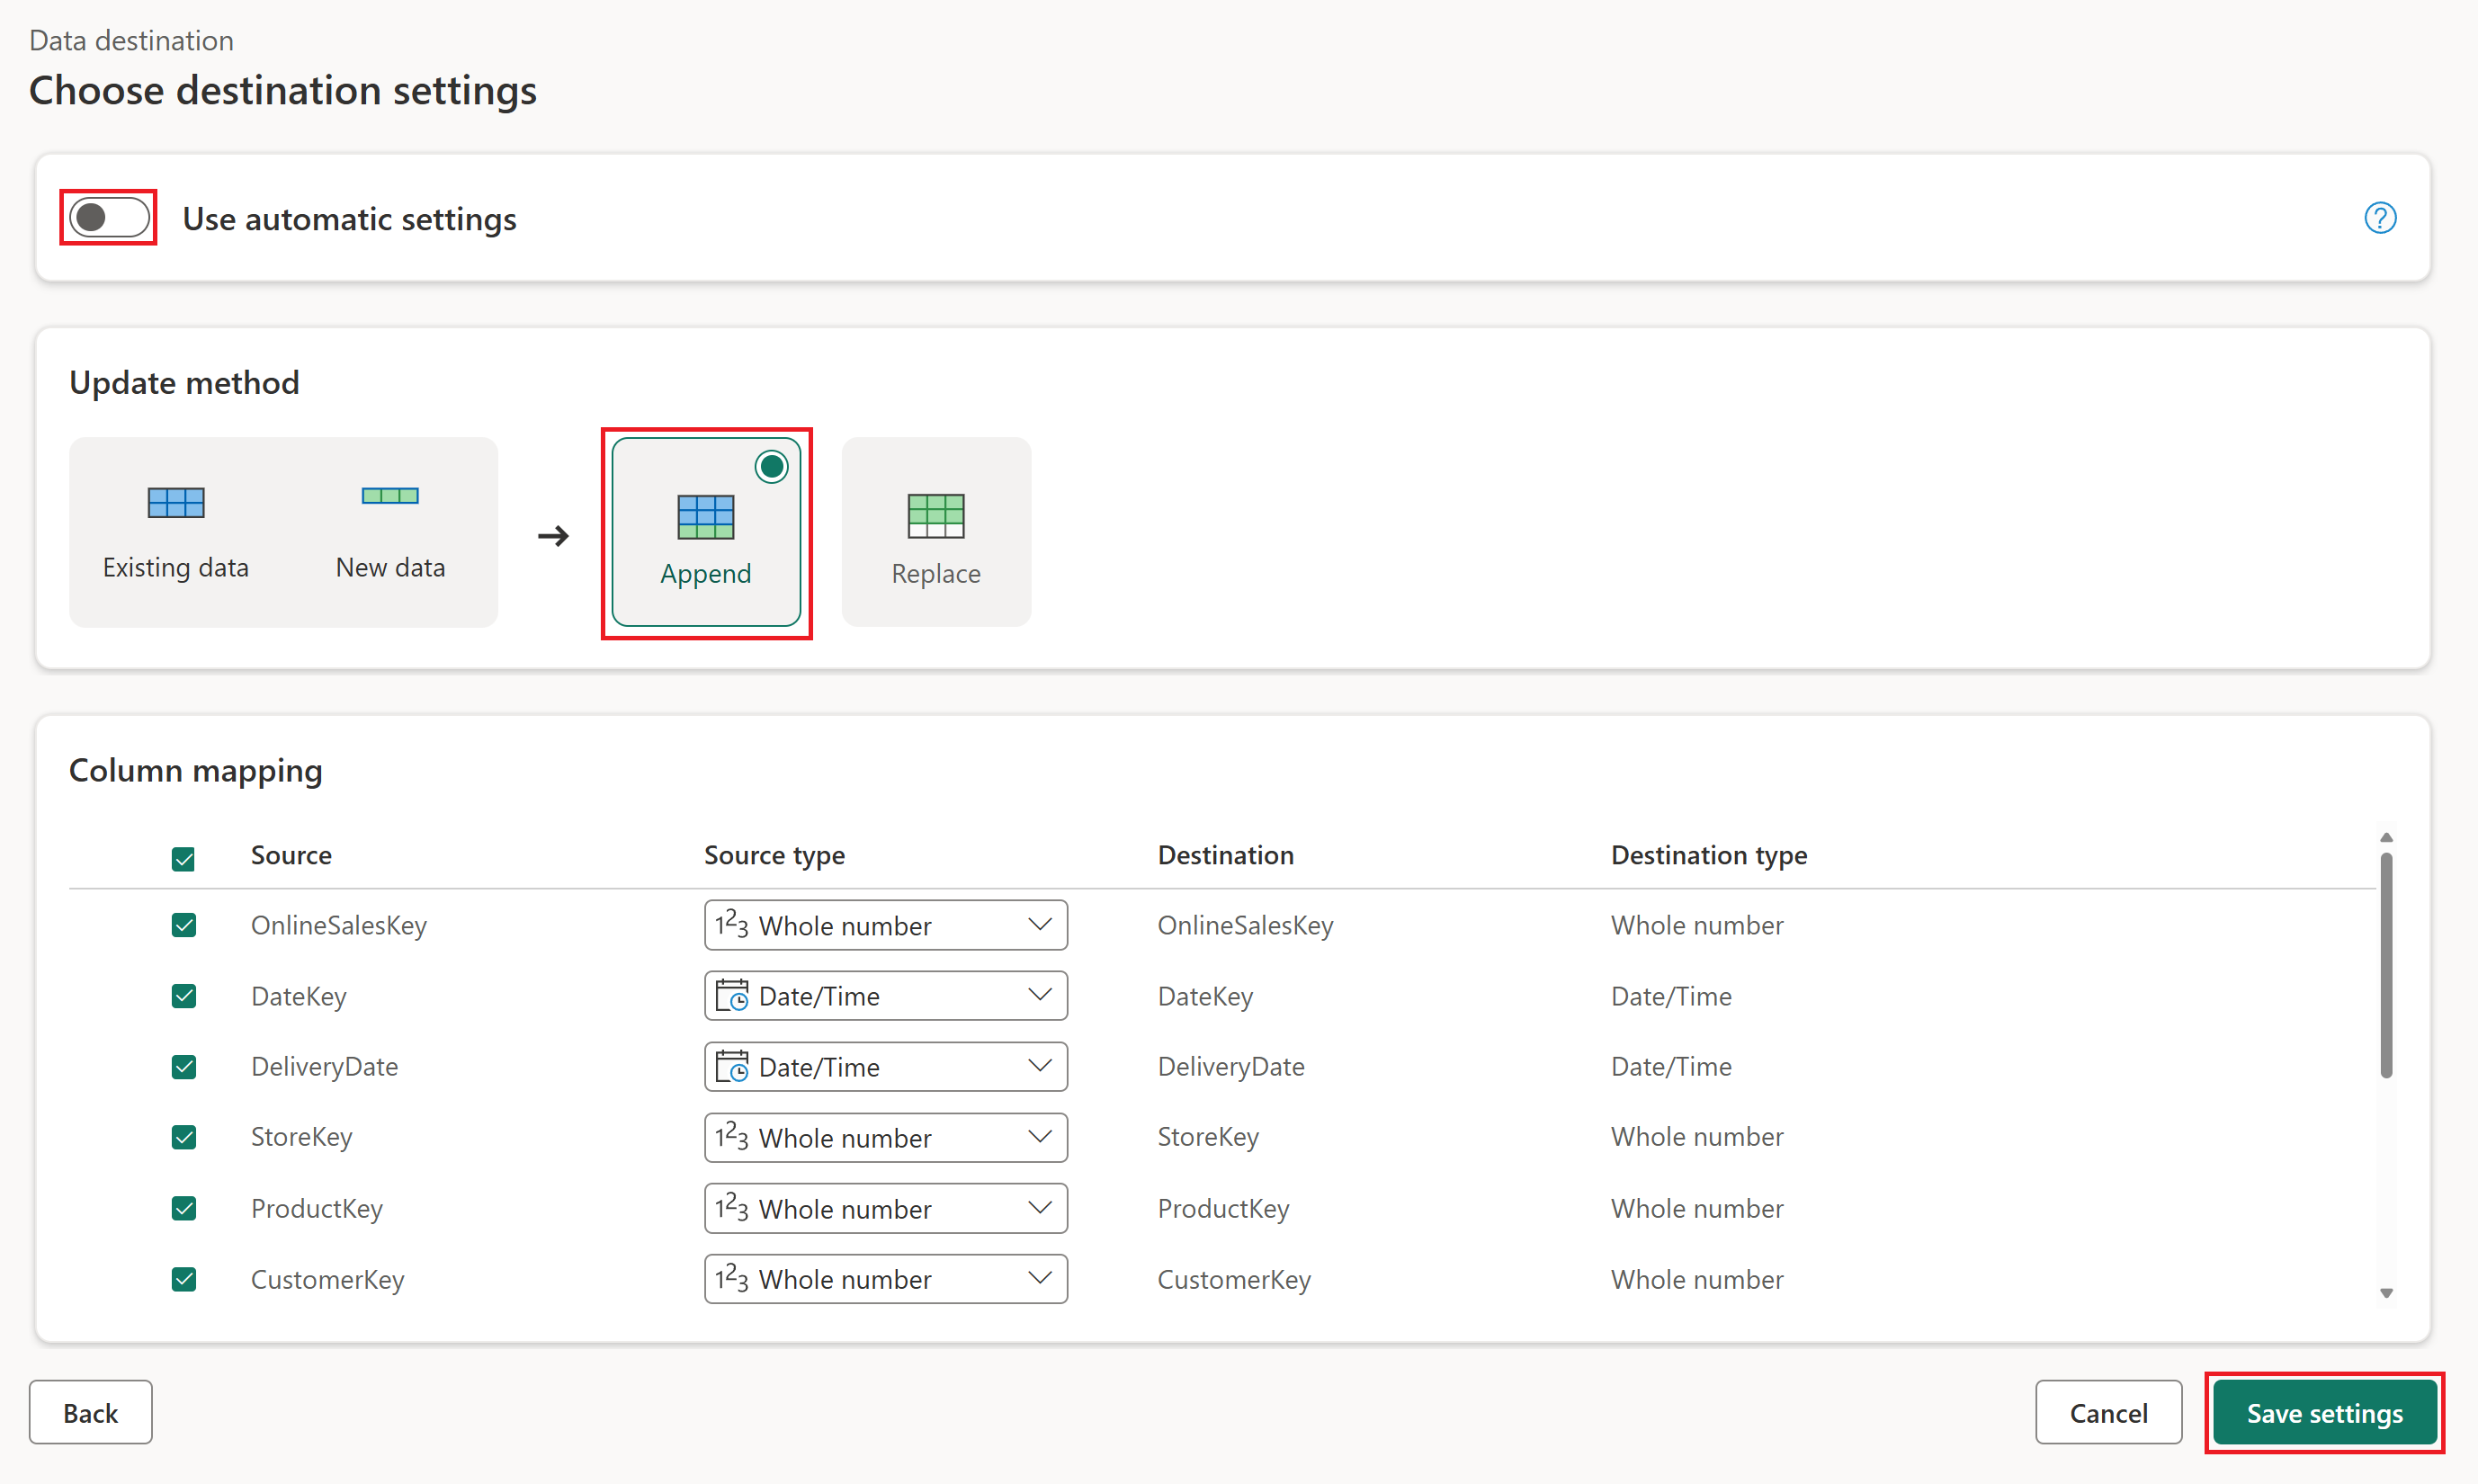 Data destination
Choose destination settings
Use automatic settings
?
Update method
Existing data
New data
Append
Replace
Column mapping
Source Source type Destination Destination type
OnlineSalesKey 123 Whole number OnlineSalesKey Whole number
DateKey Date/Time DateKey Date/Time
DeliveryDate Date/Time DeliveryDate Date/Time
StoreKey 123 Whole number StoreKey Whole number
ProductKey 123 Whole number ProductKey Whole number
CustomerKey 123 Whole number CustomerKey Whole number
Back Cancel Save settings